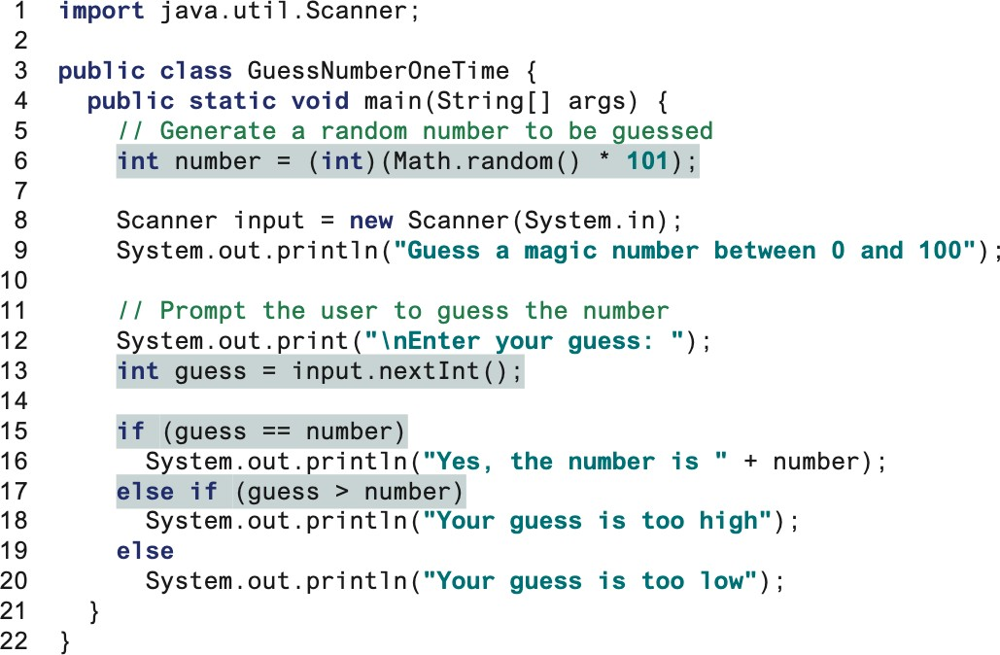 1 import java.util.Scanner;
2
3 public class GuessNumberOneTime {
4 public static void main(String[] args) {
5 // Generate a random number to be guessed
6 int number = (int)(Math.random() * 101);
7
8 Scanner input = new Scanner(System.in);
9 System.out.println("Guess a magic number between 0 and 100");
10
11 // Prompt the user to guess the number
12 System.out.print("\nEnter your guess: ");
13 int guess = input.nextInt();
14
15 if (guess == number)
16 System.out.println("Yes, the number is " + number);
17 else if (guess > number)
18 System.out.println("Your guess is too high");
19 else
20 System.out.println("Your guess is too low");
21 }
22 }